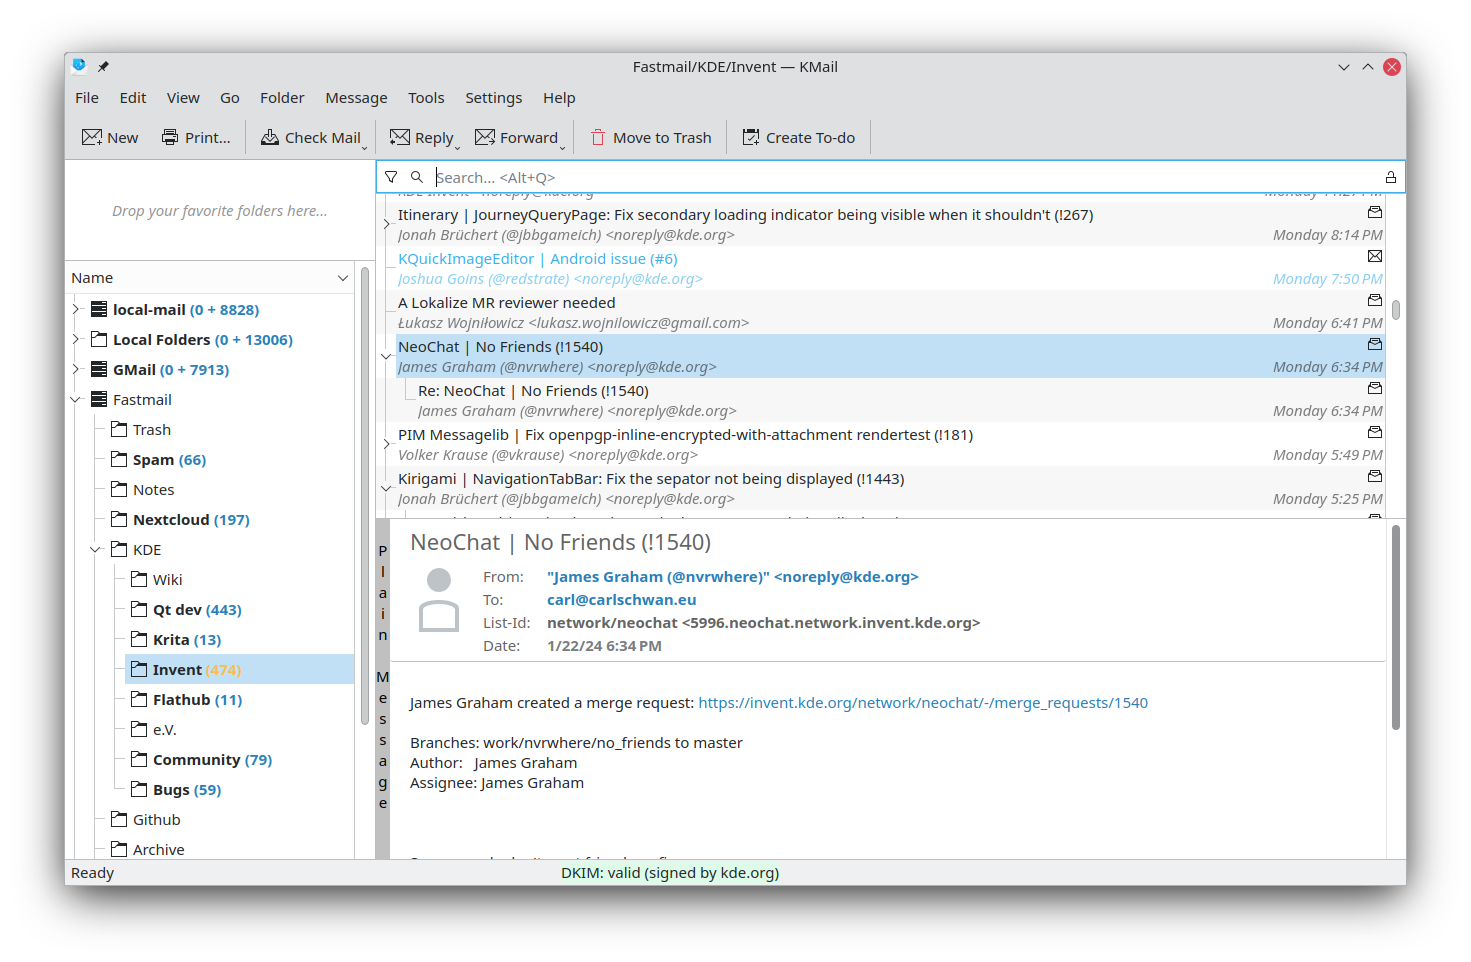 Fastmail/KDE/Invent — KMail
File Edit View Go Folder Message Tools Settings Help
New Print... Check Mail Reply Forward Move to Trash Create To-do
Drop your favorite folders here...
Name
local-mail (0 + 8828)
Local Folders (0 + 13006)
GMail (0 + 7913)
Fastmail
Trash
Spam (66)
Notes
Nextcloud (197)
KDE
Wiki
Qt dev (443)
Krita (13)
Invent (474)
Flathub (11)
e.V.
Community (79)
Bugs (59)
Github
Archive
Search... <Alt+Q>
Itinerary | JourneyQueryPage: Fix secondary loading indicator being visible when it shouldn't (!267)
Jonah Brüchert (@jbbgameich) <noreply@kde.org> Monday 8:14 PM
KQuickImageEditor | Android issue (#6)
Joshua Goins (@redstrate) <noreply@kde.org> Monday 7:50 PM
A Lokalize MR reviewer needed
Łukasz Wojniłowicz <lukasz.wojnilowicz@gmail.com> Monday 6:41 PM
NeoChat | No Friends (!1540)
James Graham (@nvrwhere) <noreply@kde.org> Monday 6:34 PM
Re: NeoChat | No Friends (!1540)
James Graham (@nvrwhere) <noreply@kde.org> Monday 6:34 PM
PIM Messagelib | Fix openpgp-inline-encrypted-with-attachment rendertest (!181)
Volker Krause (@vkrause) <noreply@kde.org> Monday 5:49 PM
Kirigami | NavigationTabBar: Fix the sepator not being displayed (!1443)
Jonah Brüchert (@jbbgameich) <noreply@kde.org> Monday 5:25 PM
Plain Message
NeoChat | No Friends (!1540)
From: "James Graham (@nvrwhere)" <noreply@kde.org>
To: carl@carlschwan.eu
List-Id: network/neochat <5996.neochat.network.invent.kde.org>
Date: 1/22/24 6:34 PM
James Graham created a merge request: https://invent.kde.org/network/neochat/-/merge_requests/1540
Branches: work/nvrwhere/no_friends to master
Author: James Graham
Assignee: James Graham
Ready DKIM: valid (signed by kde.org)